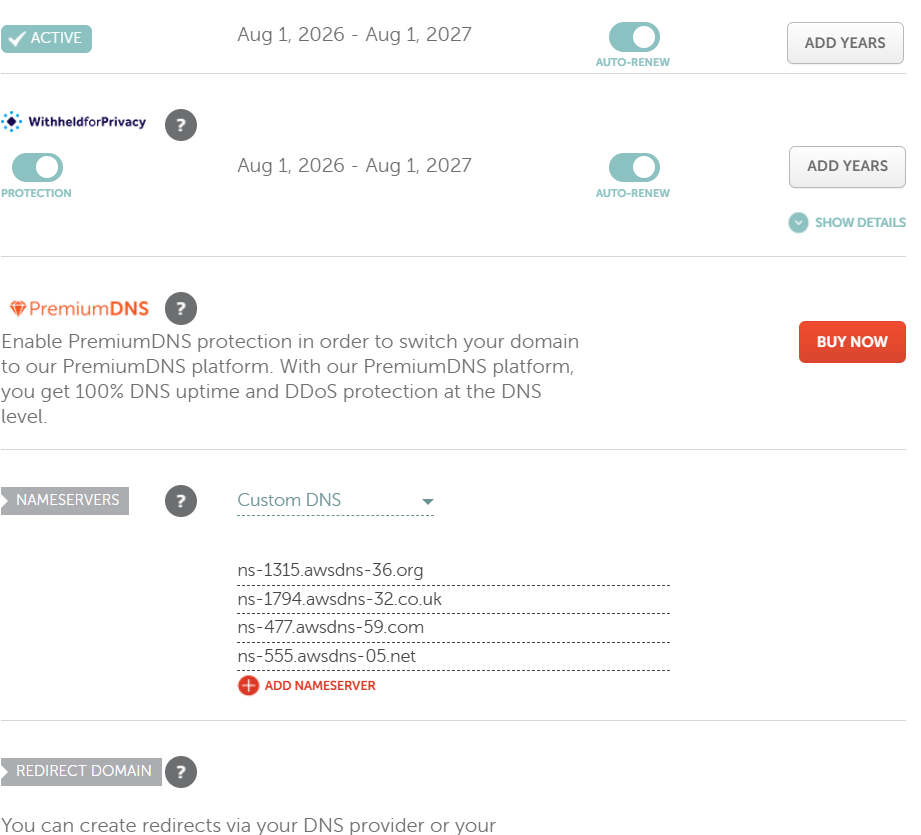 ACTIVE
Aug 1, 2026 - Aug 1, 2027
AUTO-RENEW
ADD YEARS
WithheldforPrivacy
?
PROTECTION
Aug 1, 2026 - Aug 1, 2027
AUTO-RENEW
ADD YEARS
SHOW DETAILS
PremiumDNS
?
Enable PremiumDNS protection in order to switch your domain
to our PremiumDNS platform. With our PremiumDNS platform,
you get 100% DNS uptime and DDoS protection at the DNS
level.
BUY NOW
NAMESERVERS
?
Custom DNS
ns-1315.awsdns-36.org
ns-1794.awsdns-32.co.uk
ns-477.awsdns-59.com
ns-555.awsdns-05.net
ADD NAMESERVER
REDIRECT DOMAIN
?
You can create redirects via your DNS provider or your